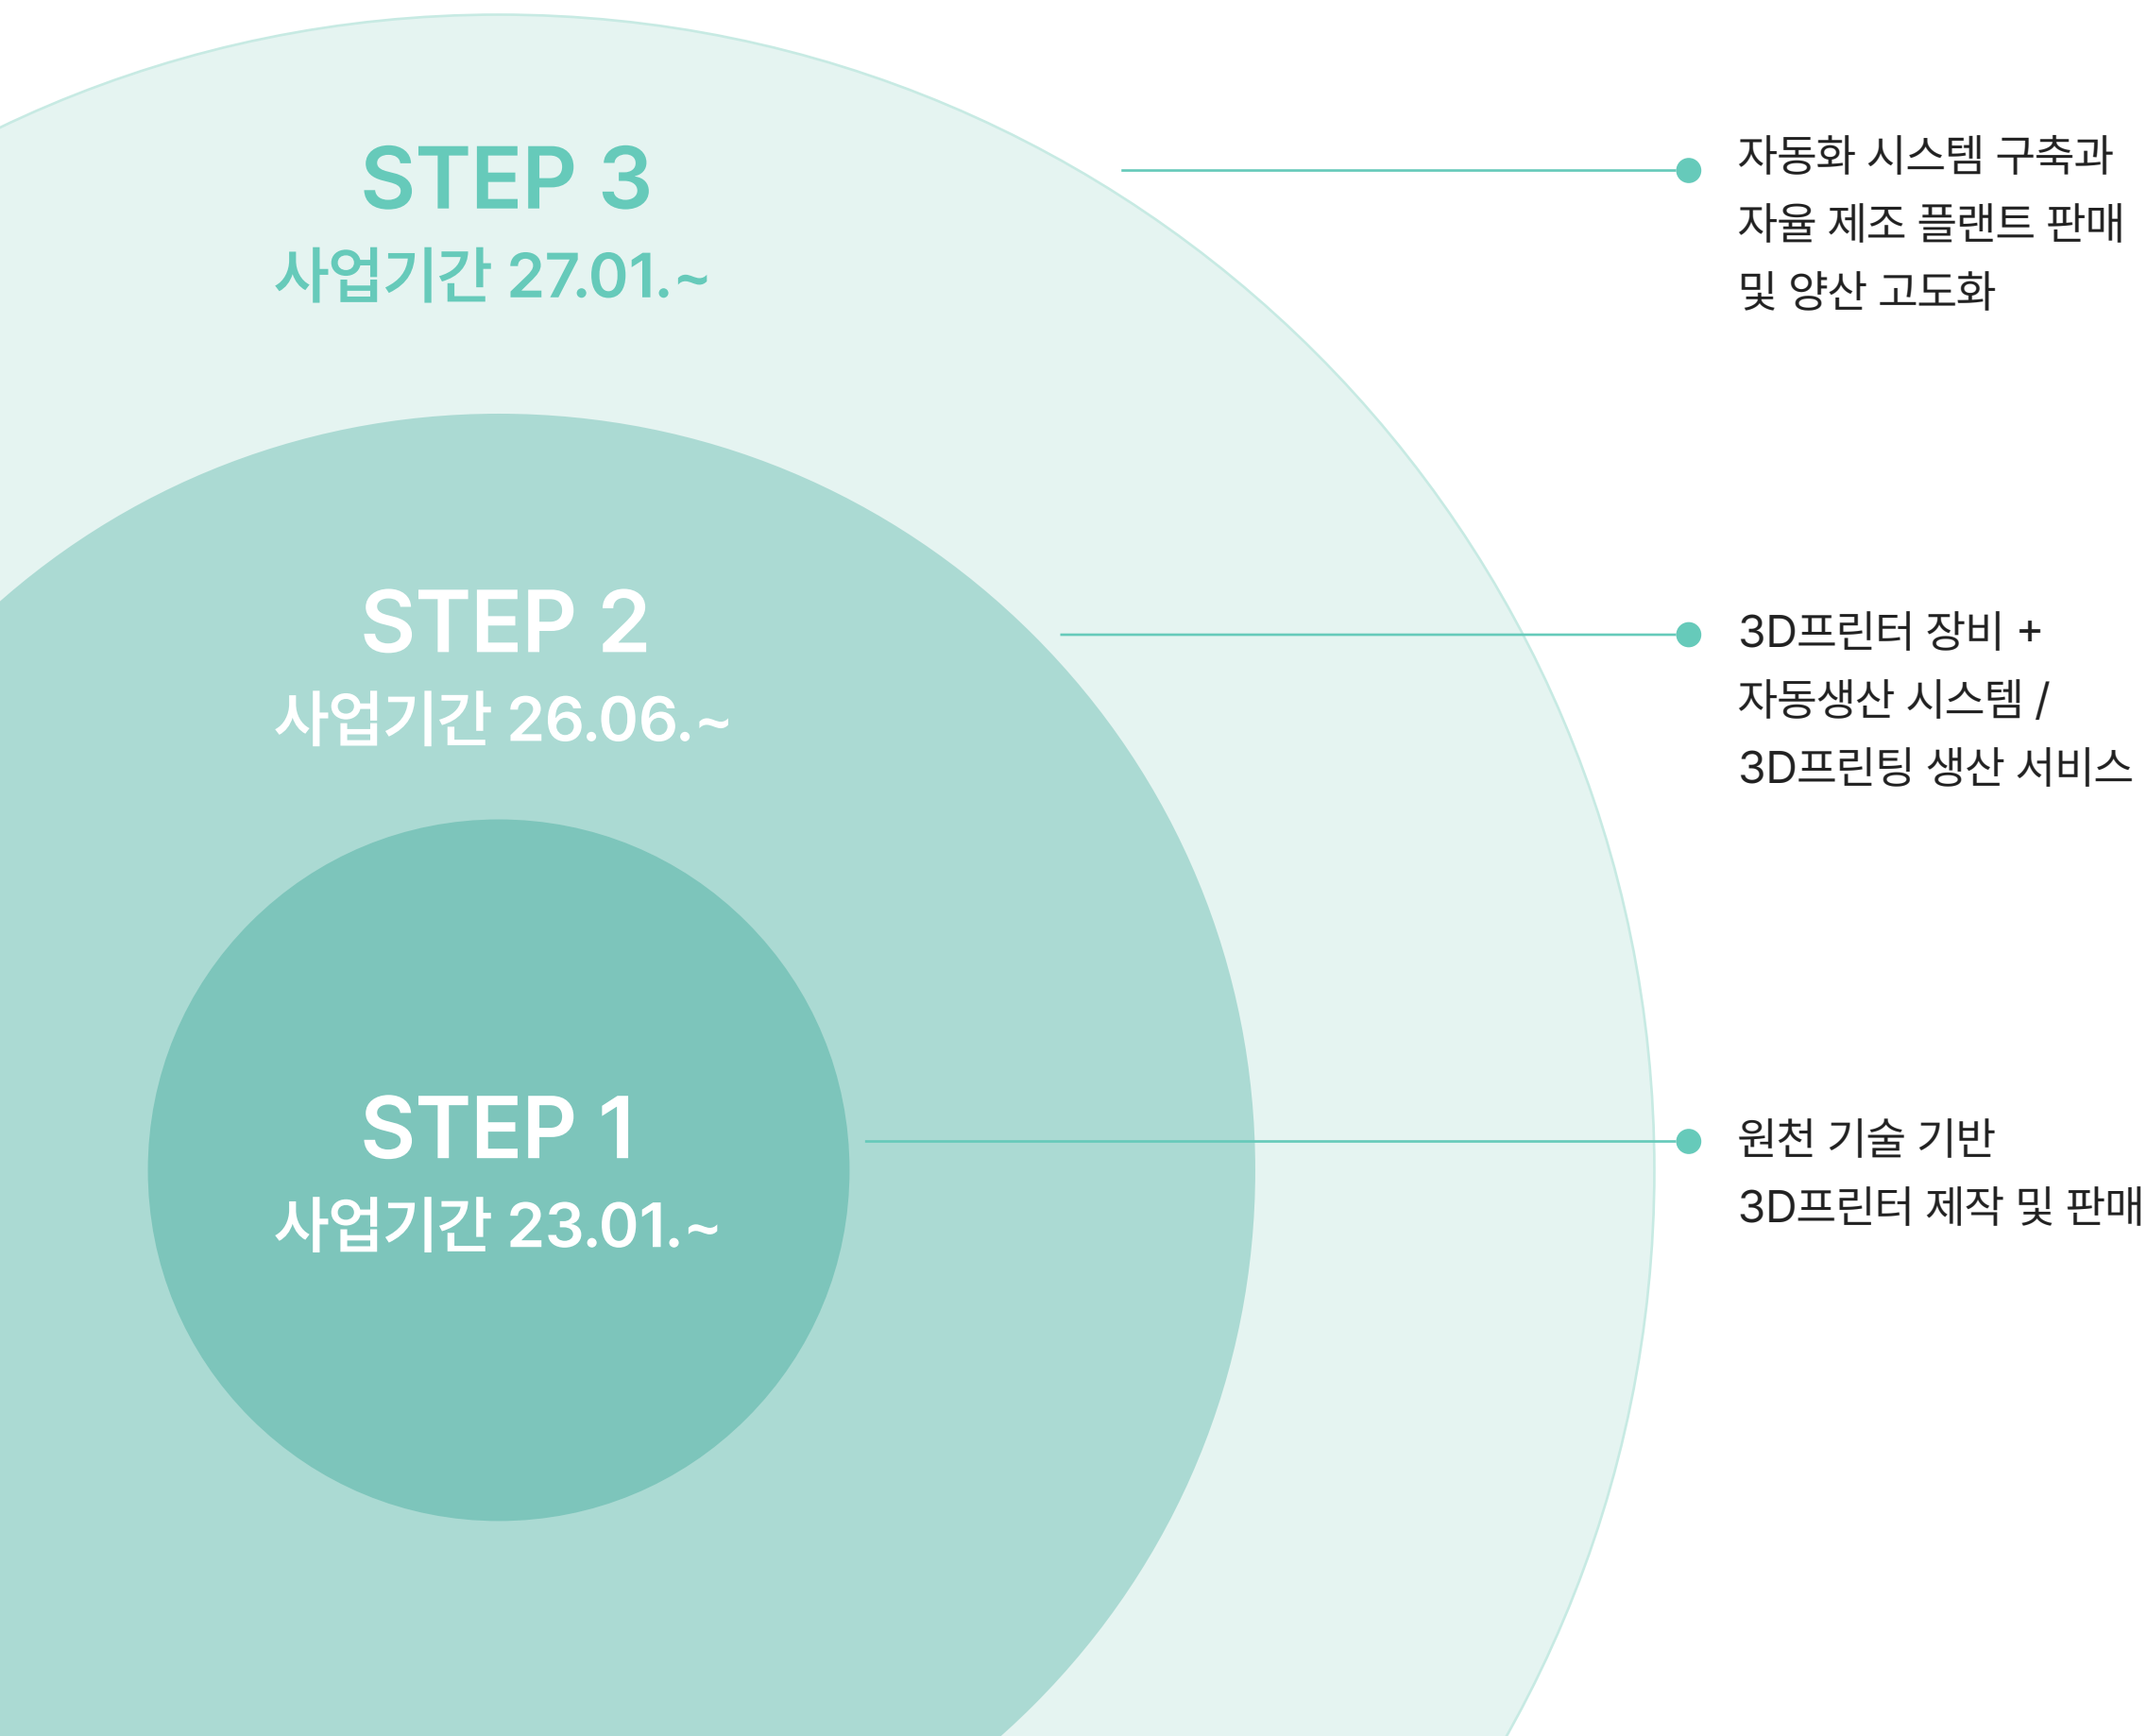 STEP 3
사업기간 27.01.~
자동화 시스템 구축과
자율 제조 플랜트 판매
및 양산 고도화
STEP 2
사업기간 26.06.~
3D프린터 장비 +
자동생산 시스템 /
3D프린팅 생산 서비스
STEP 1
사업기간 23.01.~
원천 기술 기반
3D프린터 제작 및 판매